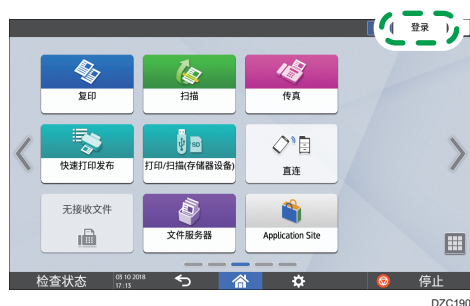 登录
复印
扫描
传真
快速打印发布
SD
打印/扫描(存储器设备)
直连
无接收文件
文件服务器
Application Site
检查状态
03 10 2018
17:13
停止
DZC190